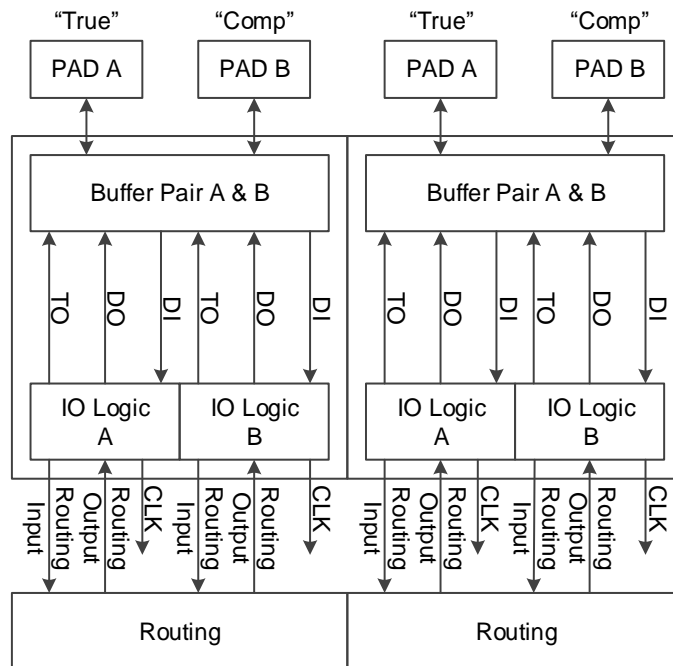 “True” “Comp” “True” “Comp”
PAD A PAD B PAD A PAD B
Buffer Pair A & B Buffer Pair A & B
TO DO DI TO DO DI TO DO DI TO DO DI
IO Logic IO Logic IO Logic IO Logic
A B A B
Routing Input Routing Output CLK Routing Input Routing Output CLK Routing Input Routing Output CLK Routing Input Routing Output CLK
Routing Routing